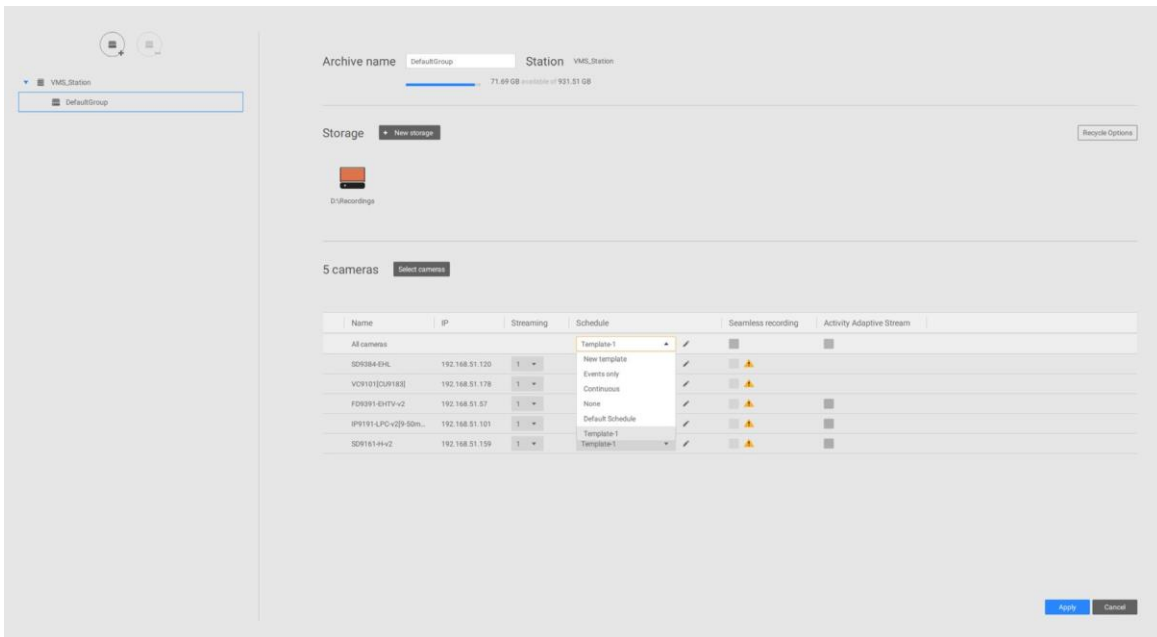 VMS_Station
DefaultGroup
Archive name DefaultGroup Station VMS_Station
71.69 GB available of 931.51 GB
Storage + New storage Recycle Options
D:\Recordings
5 cameras Select cameras
Name IP Streaming Schedule Seamless recording Activity Adaptive Stream
All cameras Template-1
New template
SD9384-EHL 192.168.51.120 1
Events only
VC9101[CU9183[ 192.168.51.178 1
Continuous
FD9391-EHTV-v2 192.168.51.57 1 None
Default Schedule
IP9191-LPC-v2[9-50m... 192.168.51.101 1
Template-1
SD9161-H-v2 192.168.51.159 1 Template-1
Apply Cancel